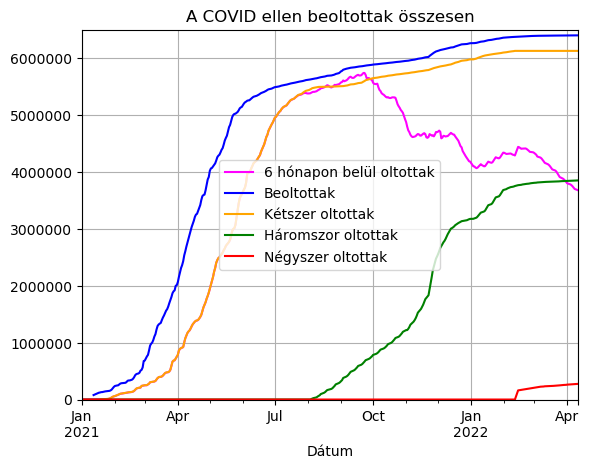 A COVID ellen beoltottak összesen
6000000
5000000
4000000
3000000
2000000
1000000
0
6 hónapon belül oltottak
Beoltottak
Kétszer oltottak
Háromszor oltottak
Négyszer oltottak
Jan Apr Jul Oct Jan Apr
2021 2022
Dátum